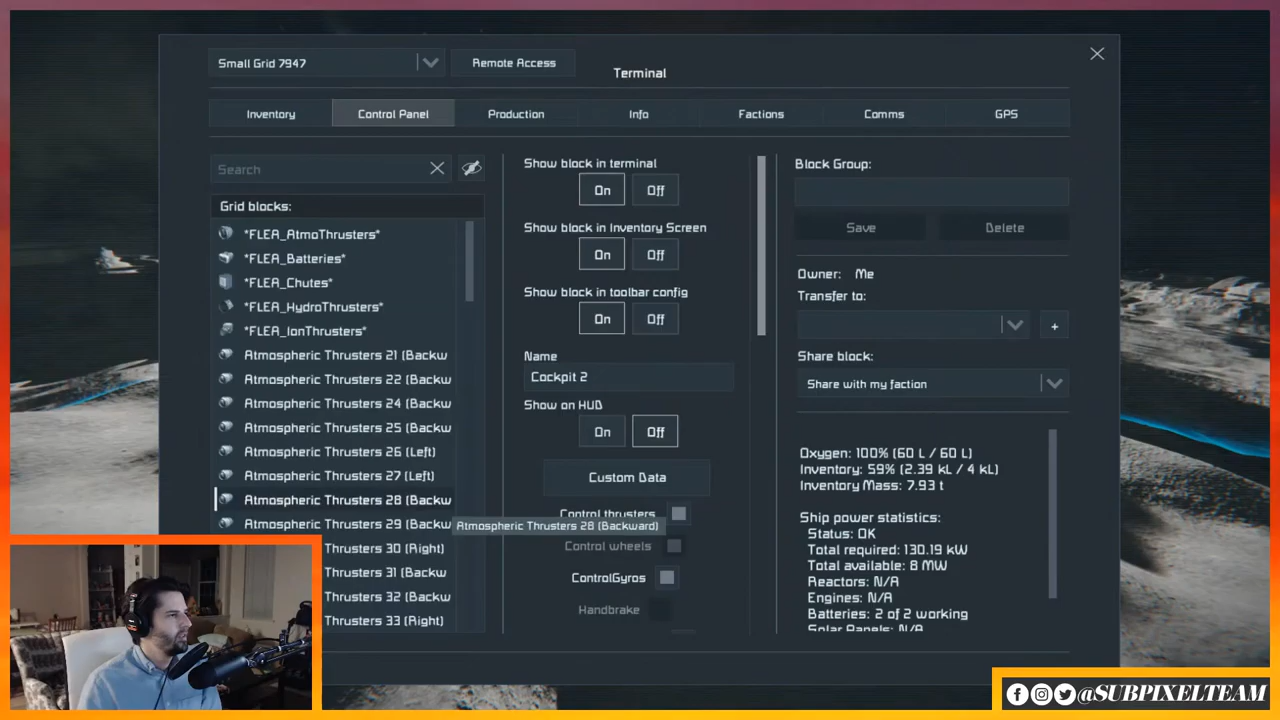 Small Grid 7947
Remote Access
Terminal
Inventory
Control Panel
Production
Info
Factions
Comms
GPS
Search
Grid blocks:
*FLEA_AtmoThrusters*
*FLEA_Batteries*
*FLEA_Chutes*
*FLEA_HydroThrusters*
*FLEA_IonThrusters*
Atmospheric Thrusters 21 (Backw
Atmospheric Thrusters 22 (Backw
Atmospheric Thrusters 24 (Backw
Atmospheric Thrusters 25 (Backw
Atmospheric Thrusters 26 (Left)
Atmospheric Thrusters 27 (Left)
Atmospheric Thrusters 28 (Backw
Atmospheric Thrusters 29 (Backw
Thrusters 30 (Right)
Thrusters 31 (Backw
Thrusters 32 (Backw
Thrusters 33 (Right)
Atmospheric Thrusters 28 (Backward)
Show block in terminal
On Off
Show block in Inventory Screen
On Off
Show block in toolbar config
On Off
Name
Cockpit 2
Show on HUD
On Off
Custom Data
Control thrusters
Control wheels
ControlGyros
Handbrake
Block Group:
Save
Delete
Owner: Me
Transfer to:
+
Share block:
Share with my faction
Oxygen: 100% (60 L / 60 L)
Inventory: 59% (2.39 kL / 4 kL)
Inventory Mass: 7.93 t
Ship power statistics:
Status: OK
Total required: 130.19 kW
Total available: 8 MW
Reactors: N/A
Engines: N/A
Batteries: 2 of 2 working
Solar Panels: N/A
@SUBPIXELTEAM